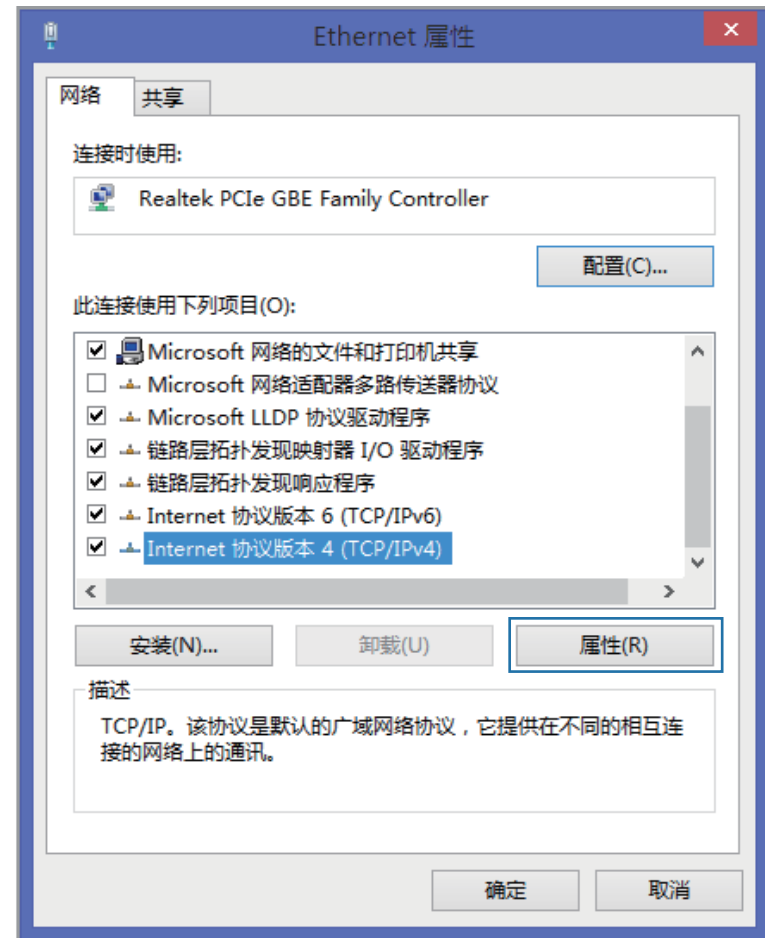 Ethernet 属性
网络
共享
连接时使用:
Realtek PCIe GBE Family Controller
配置(C)...
此连接使用下列项目(O):
Microsoft 网络的文件和打印机共享
Microsoft 网络适配器多路传送器协议
Microsoft LLDP 协议驱动程序
链路层拓扑发现映射器 I/O 驱动程序
链路层拓扑发现响应程序
Internet 协议版本 6 (TCP/IPv6)
Internet 协议版本 4 (TCP/IPv4)
安装(N)...
卸载(U)
属性(R)
描述
TCP/IP。该协议是默认的广域网络协议，它提供在不同的相互连
接的网络上的通讯。
确定
取消